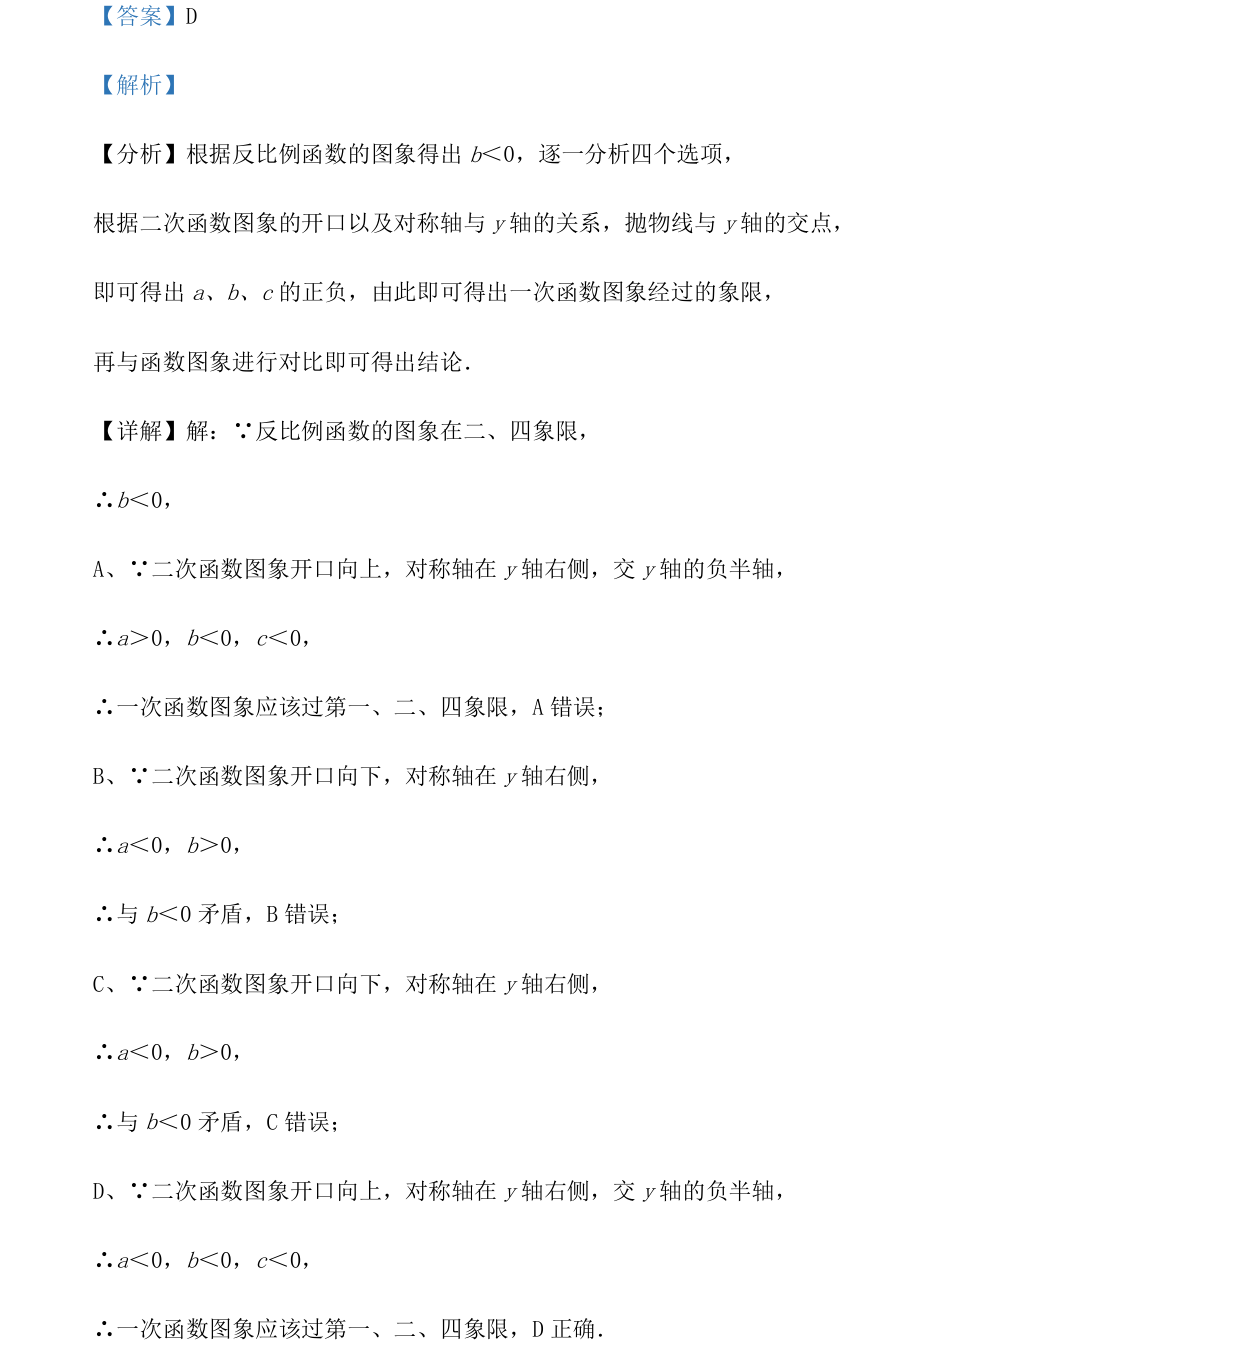 【答案】D
【解析】
【分析】根据反比例函数的图象得出 b＜0，逐一分析四个选项，
根据二次函数图象的开口以及对称轴与 y 轴的关系，抛物线与 y 轴的交点，
即可得出 a、b、c 的正负，由此即可得出一次函数图象经过的象限，
再与函数图象进行对比即可得出结论．
【详解】解：∵反比例函数的图象在二、四象限，
∴b＜0，
A、∵二次函数图象开口向上，对称轴在 y 轴右侧，交 y 轴的负半轴，
∴a＞0，b＜0，c＜0，
∴一次函数图象应该过第一、二、四象限，A 错误；
B、∵二次函数图象开口向下，对称轴在 y 轴右侧，
∴a＜0，b＞0，
∴与 b＜0 矛盾，B 错误；
C、∵二次函数图象开口向下，对称轴在 y 轴右侧，
∴a＜0，b＞0，
∴与 b＜0 矛盾，C 错误；
D、∵二次函数图象开口向上，对称轴在 y 轴右侧，交 y 轴的负半轴，
∴a＜0，b＜0，c＜0，
∴一次函数图象应该过第一、二、四象限，D 正确．